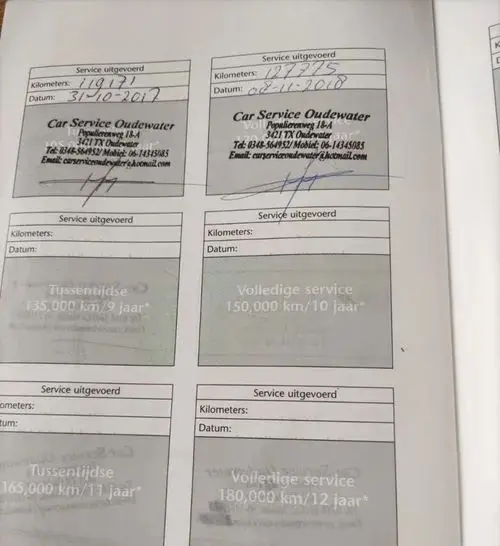 Service uitgevoerd
Kilometers: 119171
Datum: 31-10-2017
Car Service Oudewater
Populierenweg 18-A
3421 TX Oudewater
Tel: 0348-564952/ Mobiel: 06-14345085
Email: carserviceoudewater@hotmail.com
Service uitgevoerd
Kilometers: 127775
Datum: 08-11-2018
Car Service Oudewater
Populierenweg 18-A
3421 TX Oudewater
Tel: 0348-564952/ Mobiel: 06-14345085
Email: carserviceoudewater@hotmail.com
Service uitgevoerd
Kilometers:
Datum:
Tussentijdse
135,000 km/9 jaar*
Service uitgevoerd
Kilometers:
Datum:
Volledige service
150,000 km/10 jaar*
Service uitgevoerd
ometers:
tum:
Tussentijdse
165,000 km/11 jaar*
Service uitgevoerd
Kilometers:
Datum:
Volledige service
180,000 km/12 jaar*